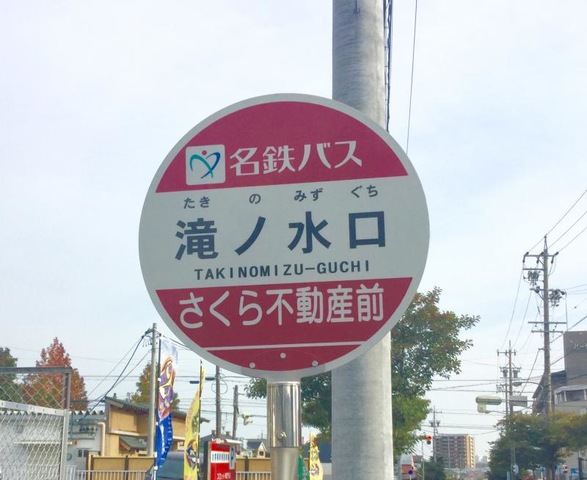 名鉄バス
たき の みず ぐち
滝ノ水口
TAKINOMIZU-GUCHI
さくら不動産前